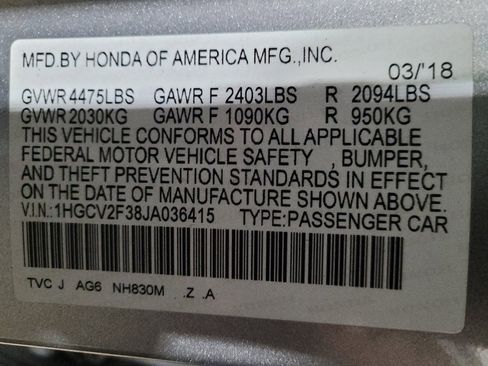 MFD.BY HONDA OF AMERICA MFG.,INC.
03/'18
GVWR 4475LBS GAWR F 2403LBS R 2094LBS
GVWR 2030KG GAWR F 1090KG R 950KG
THIS VEHICLE CONFORMS TO ALL APPLICABLE
FEDERAL MOTOR VEHICLE SAFETY , BUMPER,
AND THEFT PREVENTION STANDARDS IN EFFECT
ON THE DATE OF MANUFACTURE SHOWN ABOVE.
V.I.N.:1HGCV2F38JA036415 TYPE:PASSENGER CAR
TVC J AG6 NH830M .Z .A